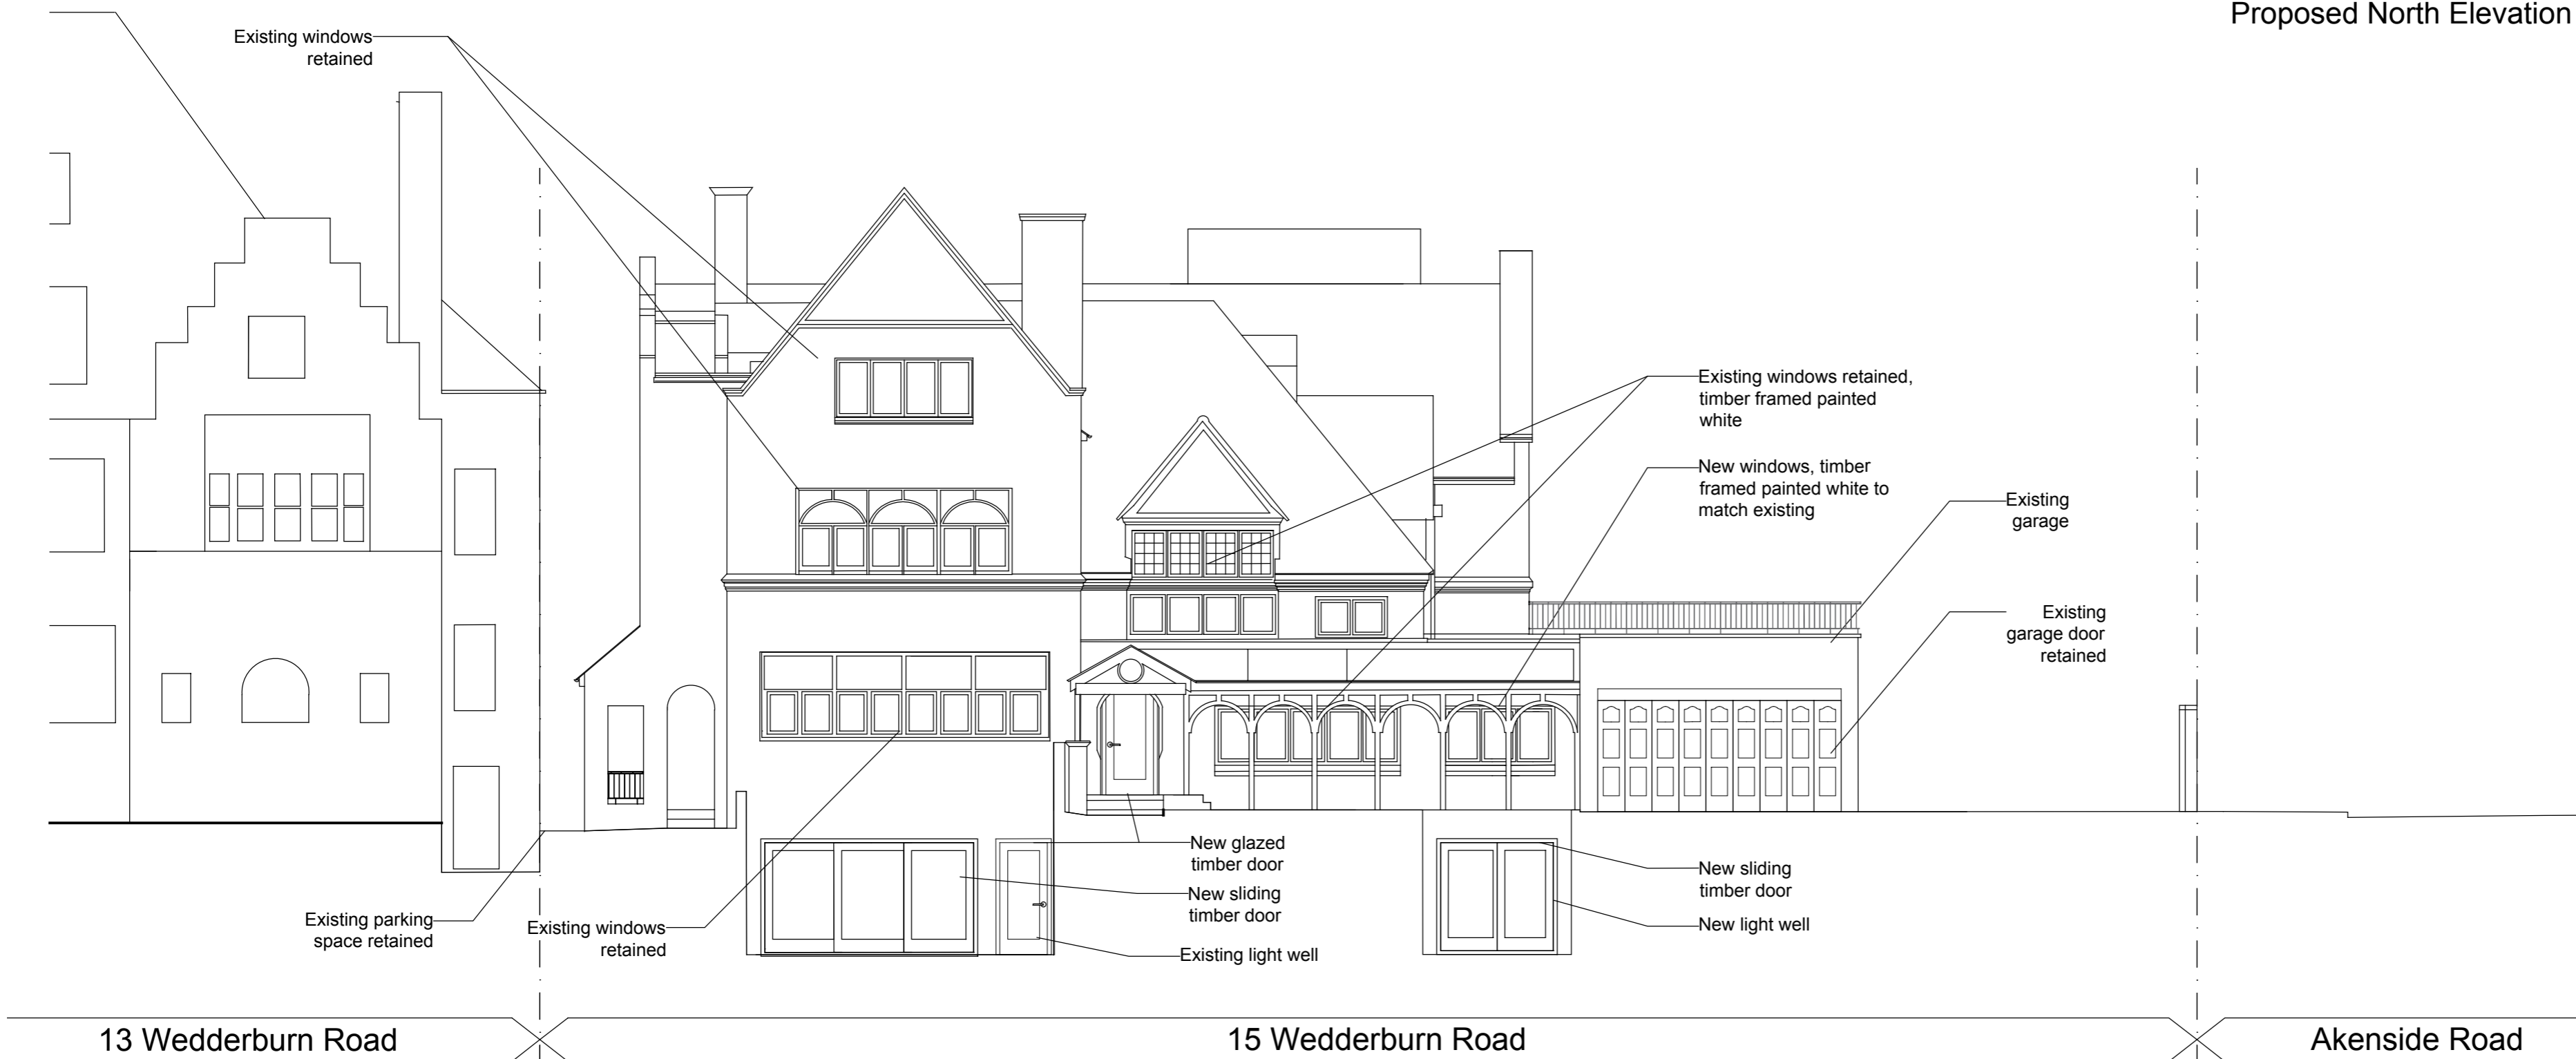 Proposed North Elevation
Existing windows
retained
Existing windows retained,
timber framed painted
white
New windows, timber
framed painted white to
match existing
Existing
garage
Existing
garage door
retained
New glazed
timber door
New sliding
timber door
Existing light well
New sliding
timber door
New light well
Existing parking
space retained
Existing windows
retained
13 Wedderburn Road
15 Wedderburn Road
Akenside Road